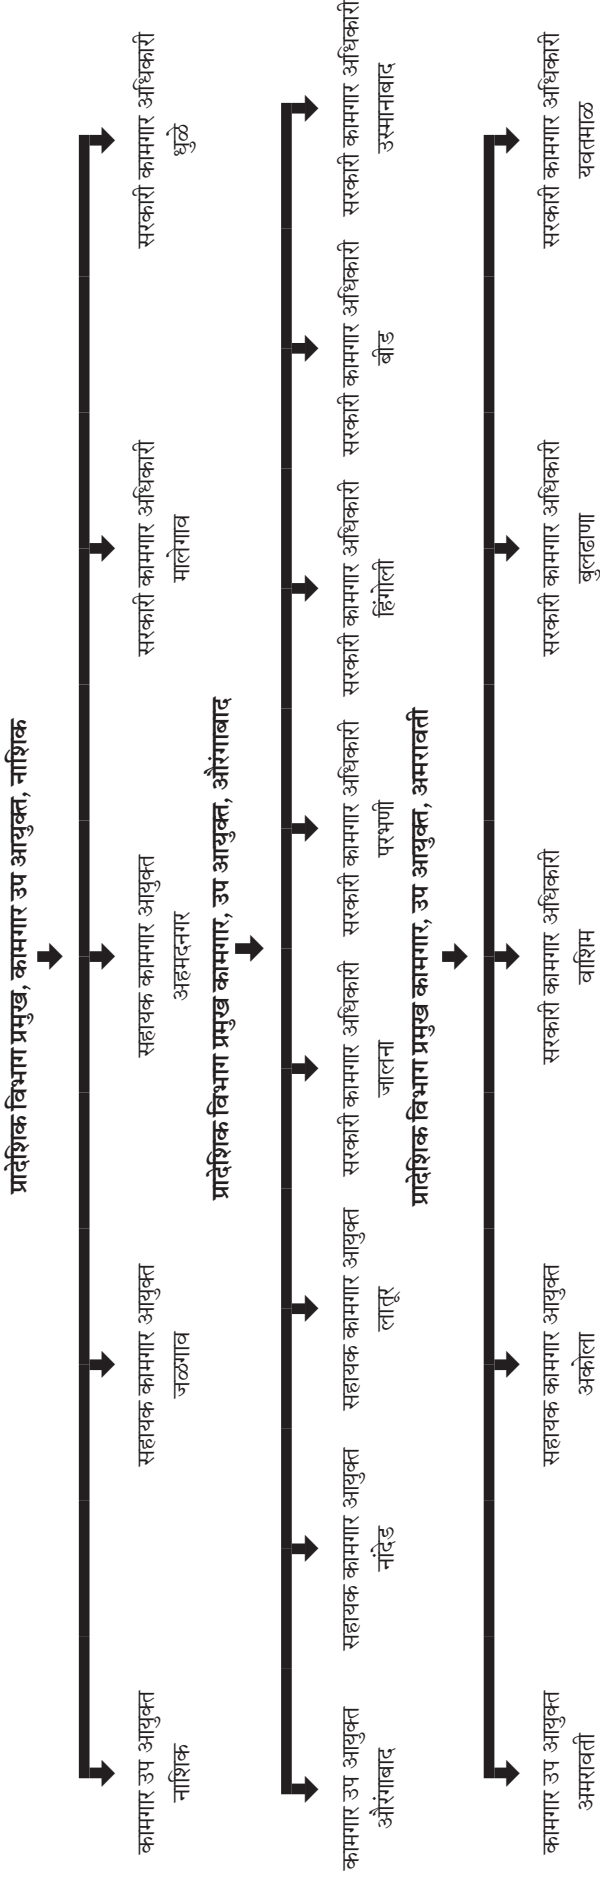 प्रादेशिक विभाग प्रमुख, कामगार उप आयुक्त, नाशिक
कामगार उप आयुक्त
नाशिक
सहायक कामगार आयुक्त
जळगाव
सहायक कामगार आयुक्त
अहमदनगर
सरकारी कामगार अधिकारी
मालेगाव
सरकारी कामगार अधिकारी
धुळे
प्रादेशिक विभाग प्रमुख कामगार, उप आयुक्त, औरंगाबाद
कामगार उप आयुक्त
औरंगाबाद
सहायक कामगार आयुक्त
नांदेड
सहायक कामगार आयुक्त
लातूर
सरकारी कामगार अधिकारी
जालना
सरकारी कामगार अधिकारी
परभणी
सरकारी कामगार अधिकारी
हिंगोली
सरकारी कामगार अधिकारी
बीड
सरकारी कामगार अधिकारी
उस्मानाबाद
प्रादेशिक विभाग प्रमुख कामगार, उप आयुक्त, अमरावती
कामगार उप आयुक्त
अमरावती
सहायक कामगार आयुक्त
अकोला
सरकारी कामगार अधिकारी
वाशिम
सरकारी कामगार अधिकारी
बुलढाणा
सरकारी कामगार अधिकारी
यवतमाळ